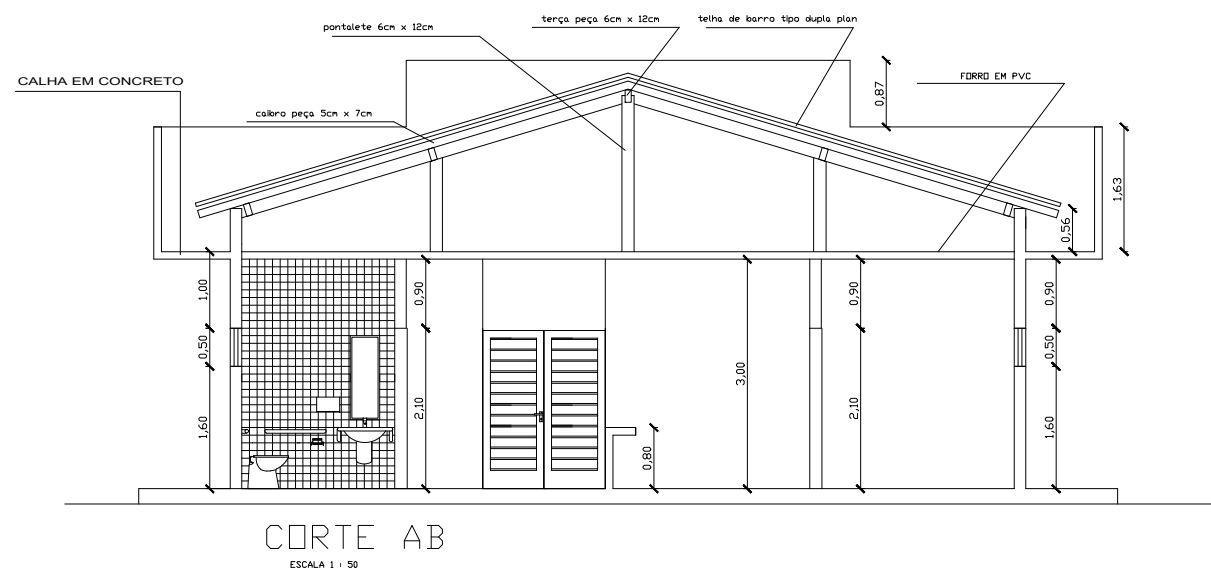 terça peça 6cm x 12cm
telha de barro tipo dupla plan
pontalete 6cm x 12cm
CALHA EM CONCRETO
FORRO EM PVC
0,87
caibro peça 5cm x 7cm
1,63
0,56
1,00
0,90
0,90
0,90
0,50
0,50
3,00
2,10
2,10
1,60
1,60
0,80
CORTE AB
ESCALA 1 : 50